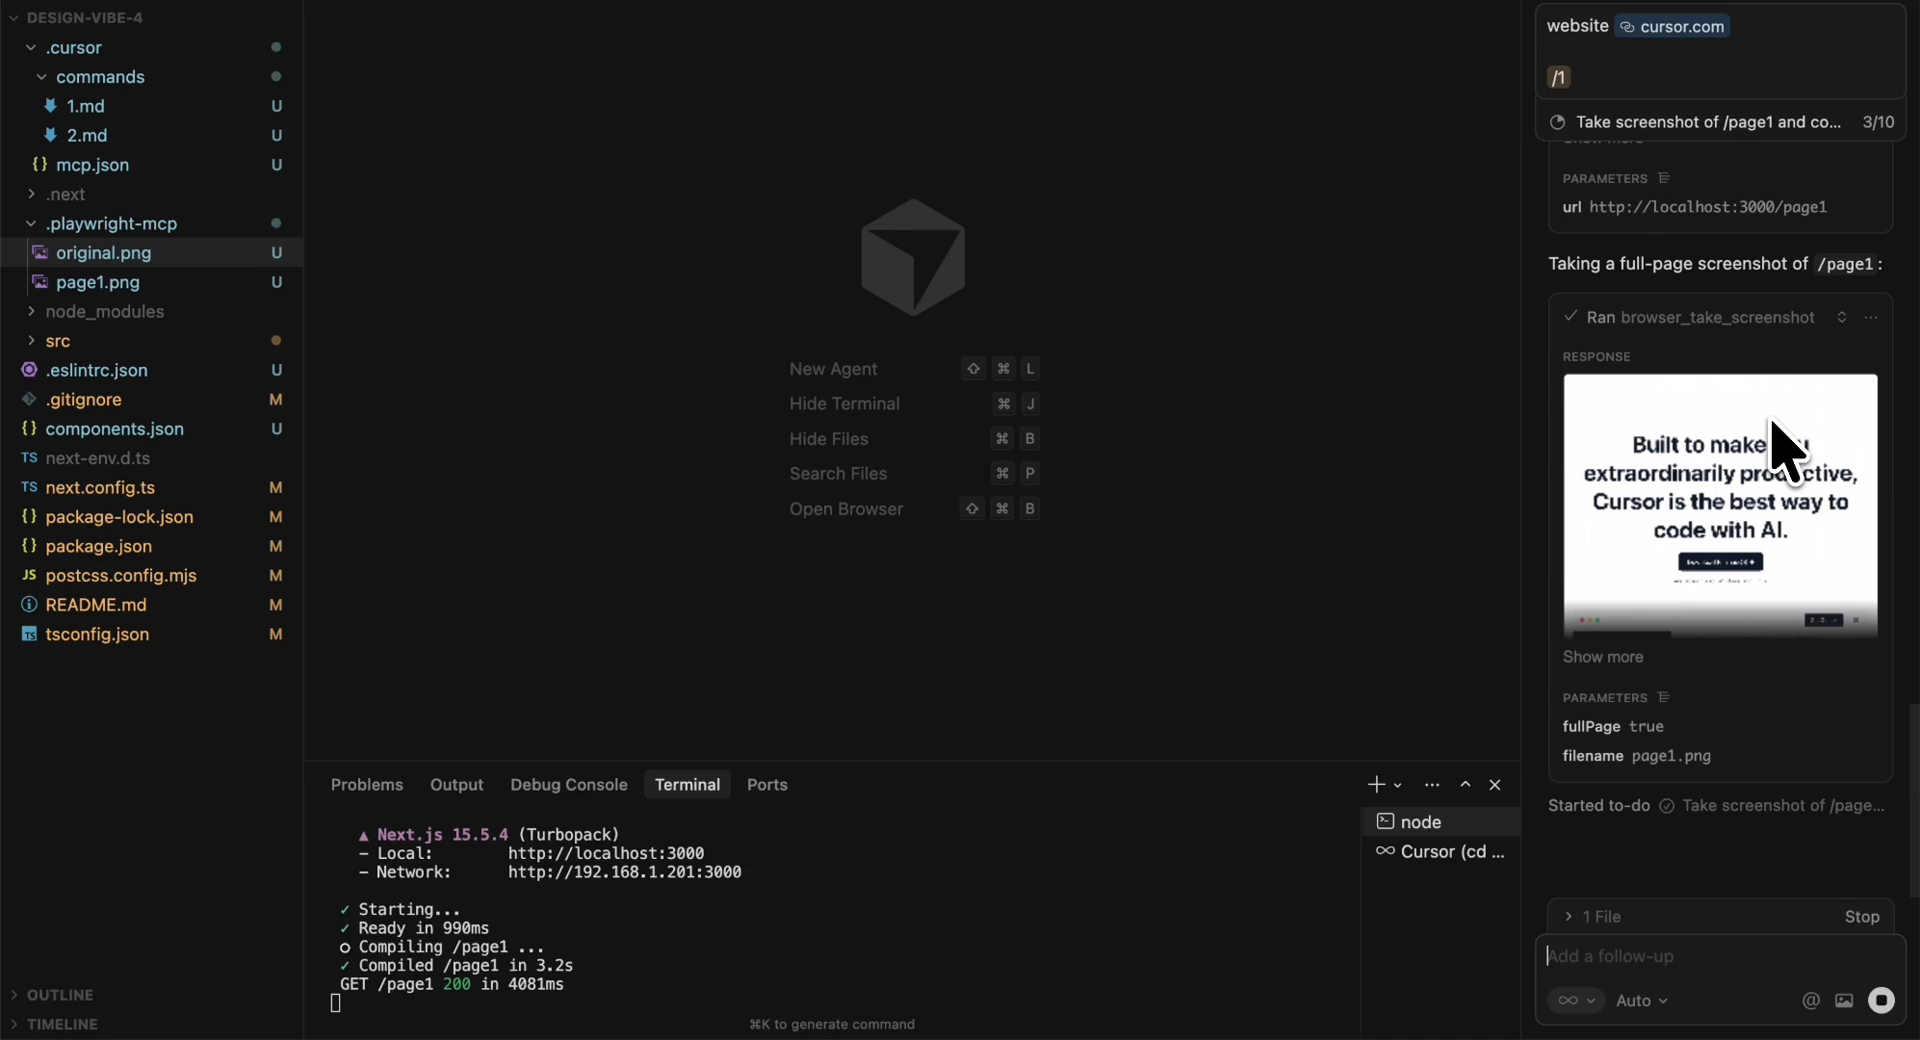 DESIGN-VIBE-4
.cursor
commands
1.md U
2.md U
{} mcp.json U
.next
.playwright-mcp
original.png U
page1.png U
node_modules
src
.eslintrc.json U
.gitignore M
{} components.json U
TS next-env.d.ts
TS next.config.ts M
{} package-lock.json M
{} package.json M
JS postcss.config.mjs M
README.md M
TS tsconfig.json M
OUTLINE
TIMELINE
New Agent ⇧ ⌘ L
Hide Terminal ⌘ J
Hide Files ⌘ B
Search Files ⌘ P
Open Browser ⇧ ⌘ B
Problems Output Debug Console Terminal Ports
▲ Next.js 15.5.4 (Turbopack)
- Local: http://localhost:3000
- Network: http://192.168.1.201:3000
✓ Starting...
✓ Ready in 990ms
○ Compiling /page1 ...
✓ Compiled /page1 in 3.2s
GET /page1 200 in 4081ms
⌘K to generate command
node
Cursor (cd ...
website cursor.com
/1
Take screenshot of /page1 and co... 3/10
PARAMETERS
url http://localhost:3000/page1
Taking a full-page screenshot of /page1:
Ran browser_take_screenshot
RESPONSE
Built to make
extraordinarily
Cursor is the best way to
code with AI.
Show more
PARAMETERS
fullPage true
filename page1.png
Started to-do Take screenshot of /page...
1 File Stop
Add a follow-up
∞ Auto @